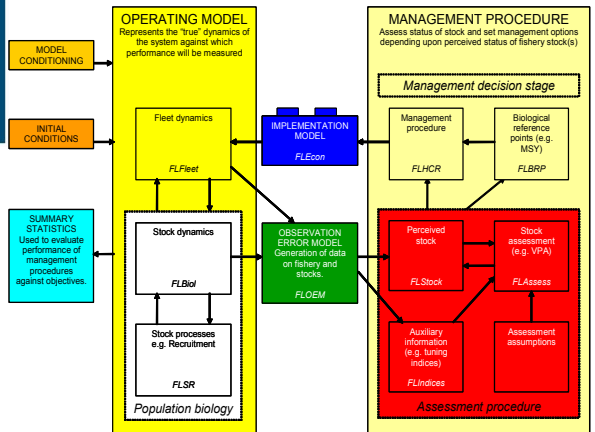 OPERATING MODEL
Represents the "true" dynamics of
the system against which
performance will be measured
MANAGEMENT PROCEDURE
Assess status of stock and set management options
depending upon perceived status of fishery stock(s)
MODEL
CONDITIONING
Management decision stage
INITIAL
CONDITIONS
Fleet dynamics
FLFleet
IMPLEMENTATION
MODEL
FLEcon
Management
procedure
FLHCR
Biological
reference
points (e.g.
MSY)
FLBRP
SUMMARY
STATISTICS
Used to evaluate
performance of
management
procedures
against objectives.
Stock dynamics
FLBiol
OBSERVATION
ERROR MODEL
Generation of data
on fishery and
stocks.
FLOEM
Perceived
stock
FLStock
Stock
assessment
(e.g. VPA)
FLAssess
Stock processes
e.g. Recruitment
FLSR
Auxiliary
information
(e.g. tuning
indices)
FLIndices
Assessment
assumptions
Population biology
Assessment procedure